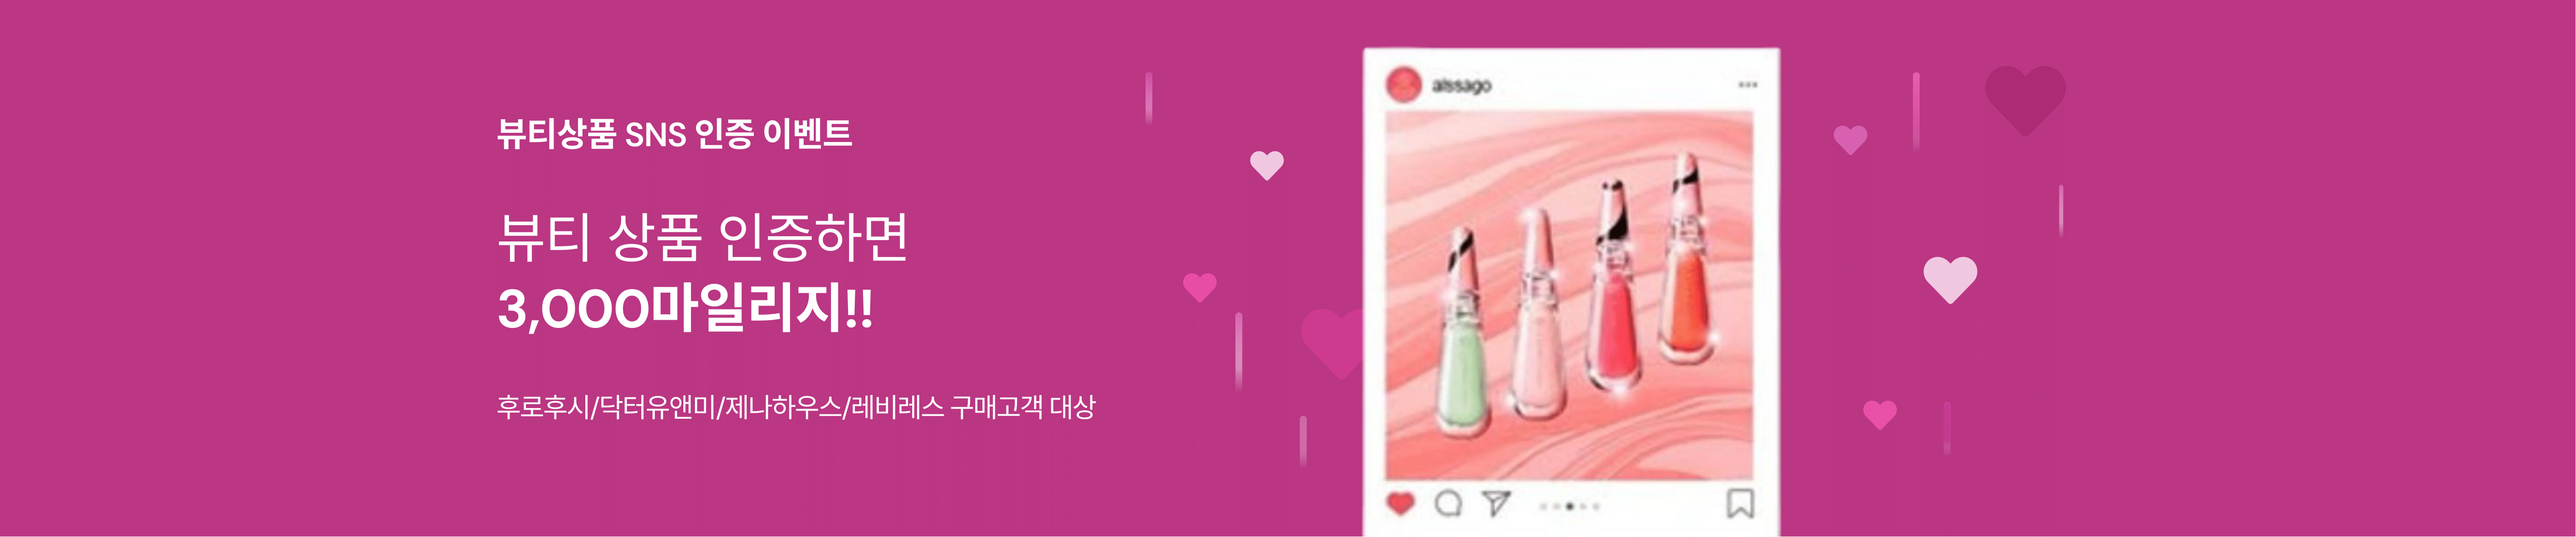 뷰티상품 SNS 인증 이벤트
뷰티 상품 인증하면
3,000마일리지!!
후로후시/닥터유앤미/제나하우스/레비레스 구매고객 대상
alssago